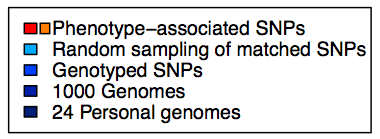 Phenotype−associated SNPs
Random sampling of matched SNPs
Genotyped SNPs
1000 Genomes
24 Personal genomes